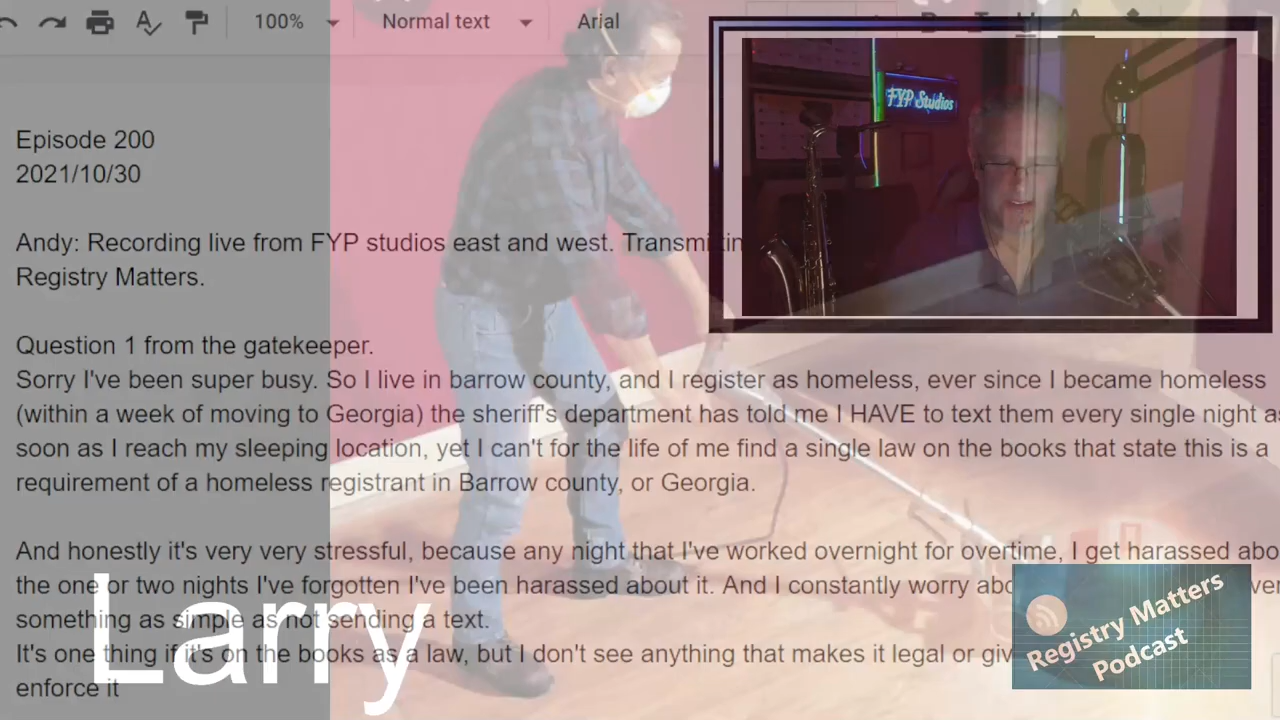 100%
Normal text
Arial
FYP Studios
Episode 200
2021/10/30
Andy: Recording live from FYP studios east and west. Transmitting
Registry Matters.
Question 1 from the gatekeeper.
Sorry I've been super busy. So I live in barrow county, and I register as homeless, ever since I became homeless
(within a week of moving to Georgia) the sheriff's department has told me I HAVE to text them every single night as
soon as I reach my sleeping location, yet I can't for the life of me find a single law on the books that state this is a
requirement of a homeless registrant in Barrow county, or Georgia.
And honestly it's very very stressful, because any night that I've worked overnight for overtime, I get harassed abo
the one or two nights I've forgotten I've been harassed about it. And I constantly worry abo
something as simple as not sending a text.
It's one thing if it's on the books as a law, but I don't see anything that makes it legal or giv
enforce it
Larry
Registry Matters
Podcast